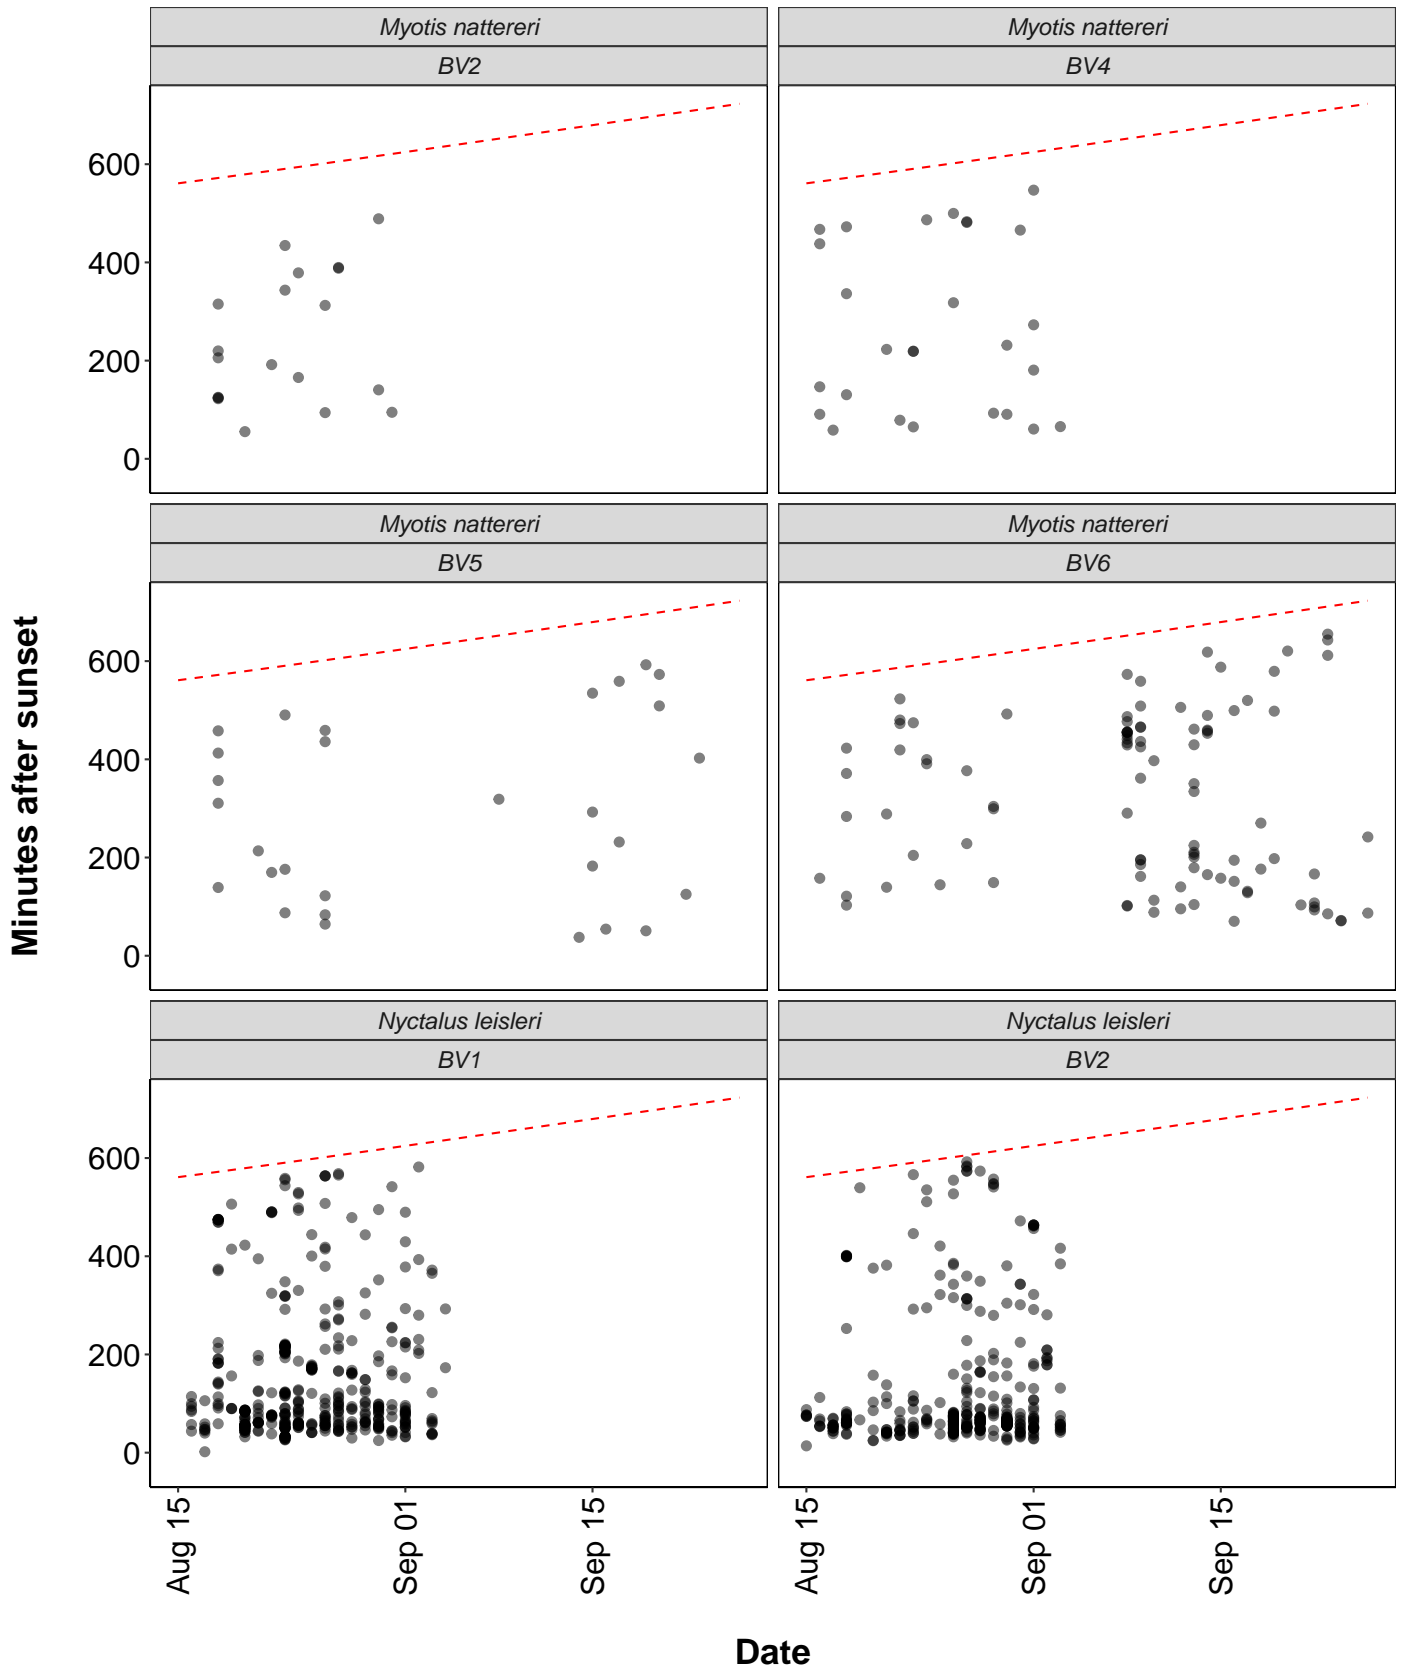 Myotis nattereri
Myotis nattereri
BV2
BV4
600
400
200
0
Myotis nattereri
Myotis nattereri
BV5
BV6
Minutes after sunset
600
400
200
0
Nyctalus leisleri
Nyctalus leisleri
BV1
BV2
600
400
200
0
Aug 15
Sep 01
Sep 15
Aug 15
Sep 01
Sep 15
Date